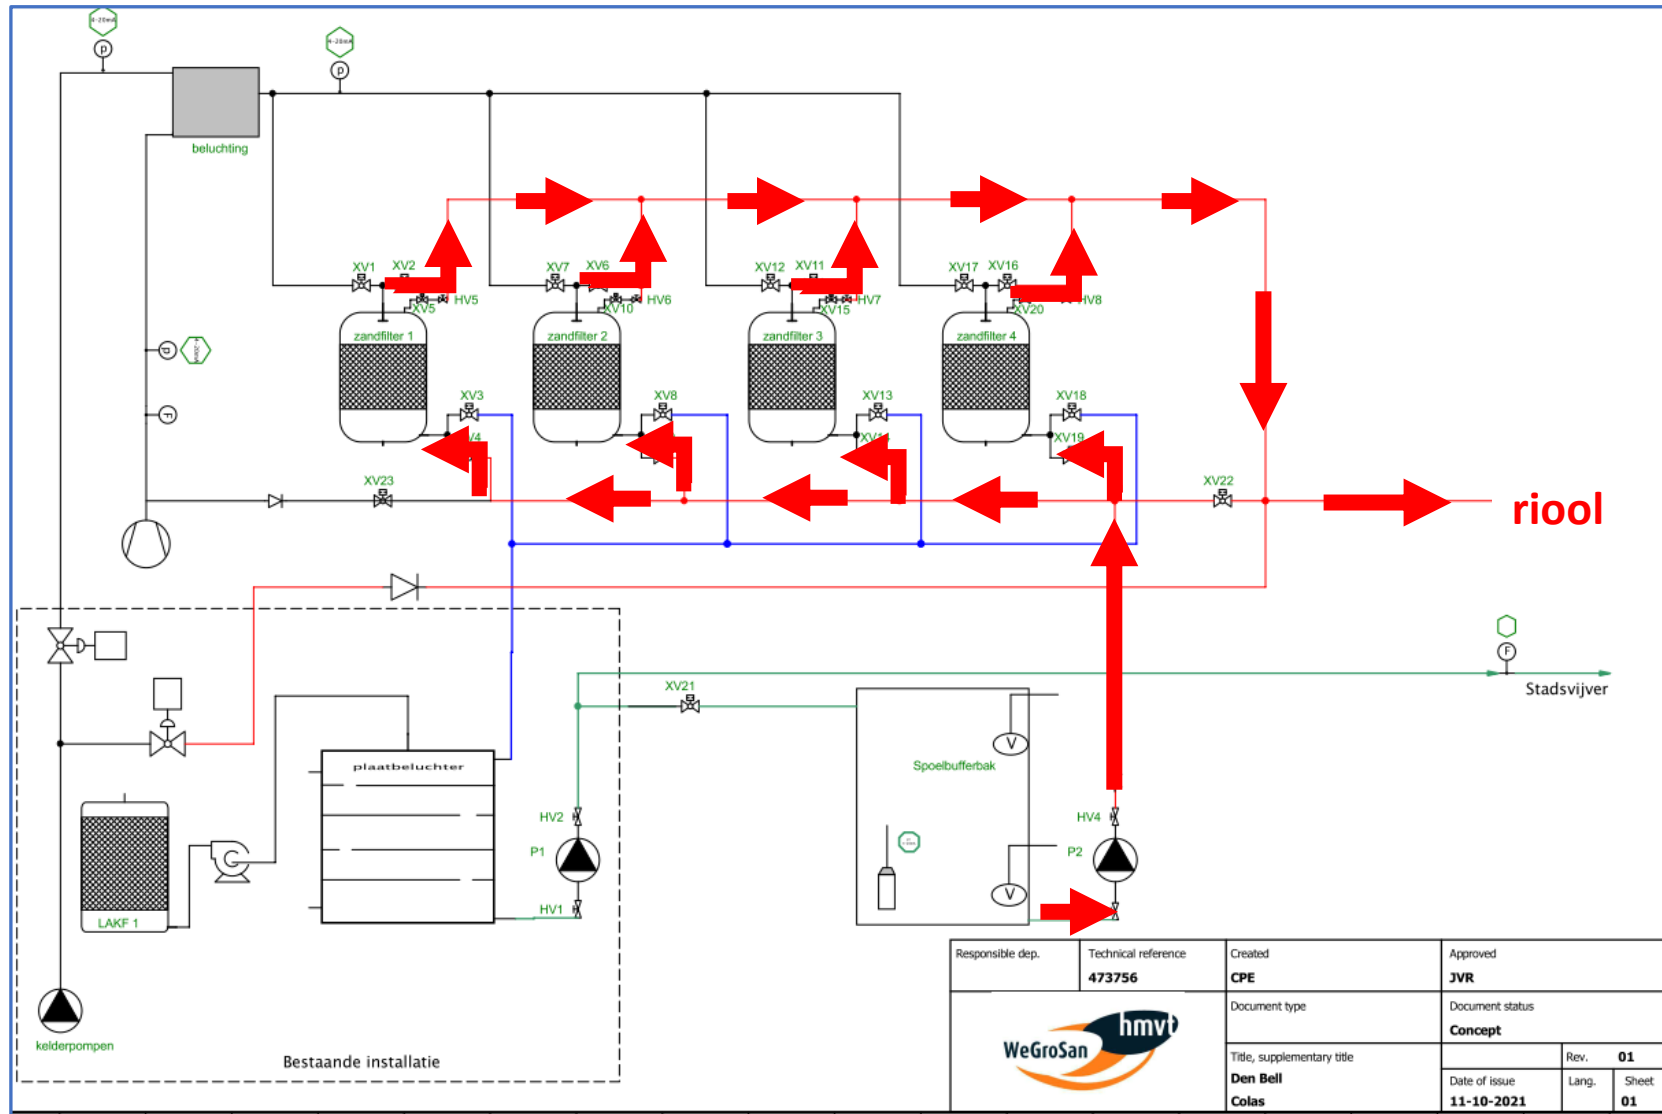 4-20mA
p
4-20mA
p
beluchting
XV1
XV2
XV7
XV6
XV12
XV11
XV17
XV16
XV5
HV5
XV10
HV6
XV15
HV7
XV20
HV8
zandfilter 1
zandfilter 2
zandfilter 3
zandfilter 4
p
4-20mA
F
XV3
XV8
XV13
XV18
XV19
XV23
XV22
riool
F
Stadsvijver
XV21
plaatbeluchter
V
Spoelbufferbak
HV2
P1
HV1
HV4
P2
V
LAKF 1
kelderpompen
Bestaande installatie
Responsible dep.
Technical reference
473756
Created
CPE
Approved
JVR
WeGroSan
hmvt
Document type
Document status
Concept
Title, supplementary title
Den Bell
Colas
Rev. 01
Date of issue
11-10-2021
Lang.
Sheet
01